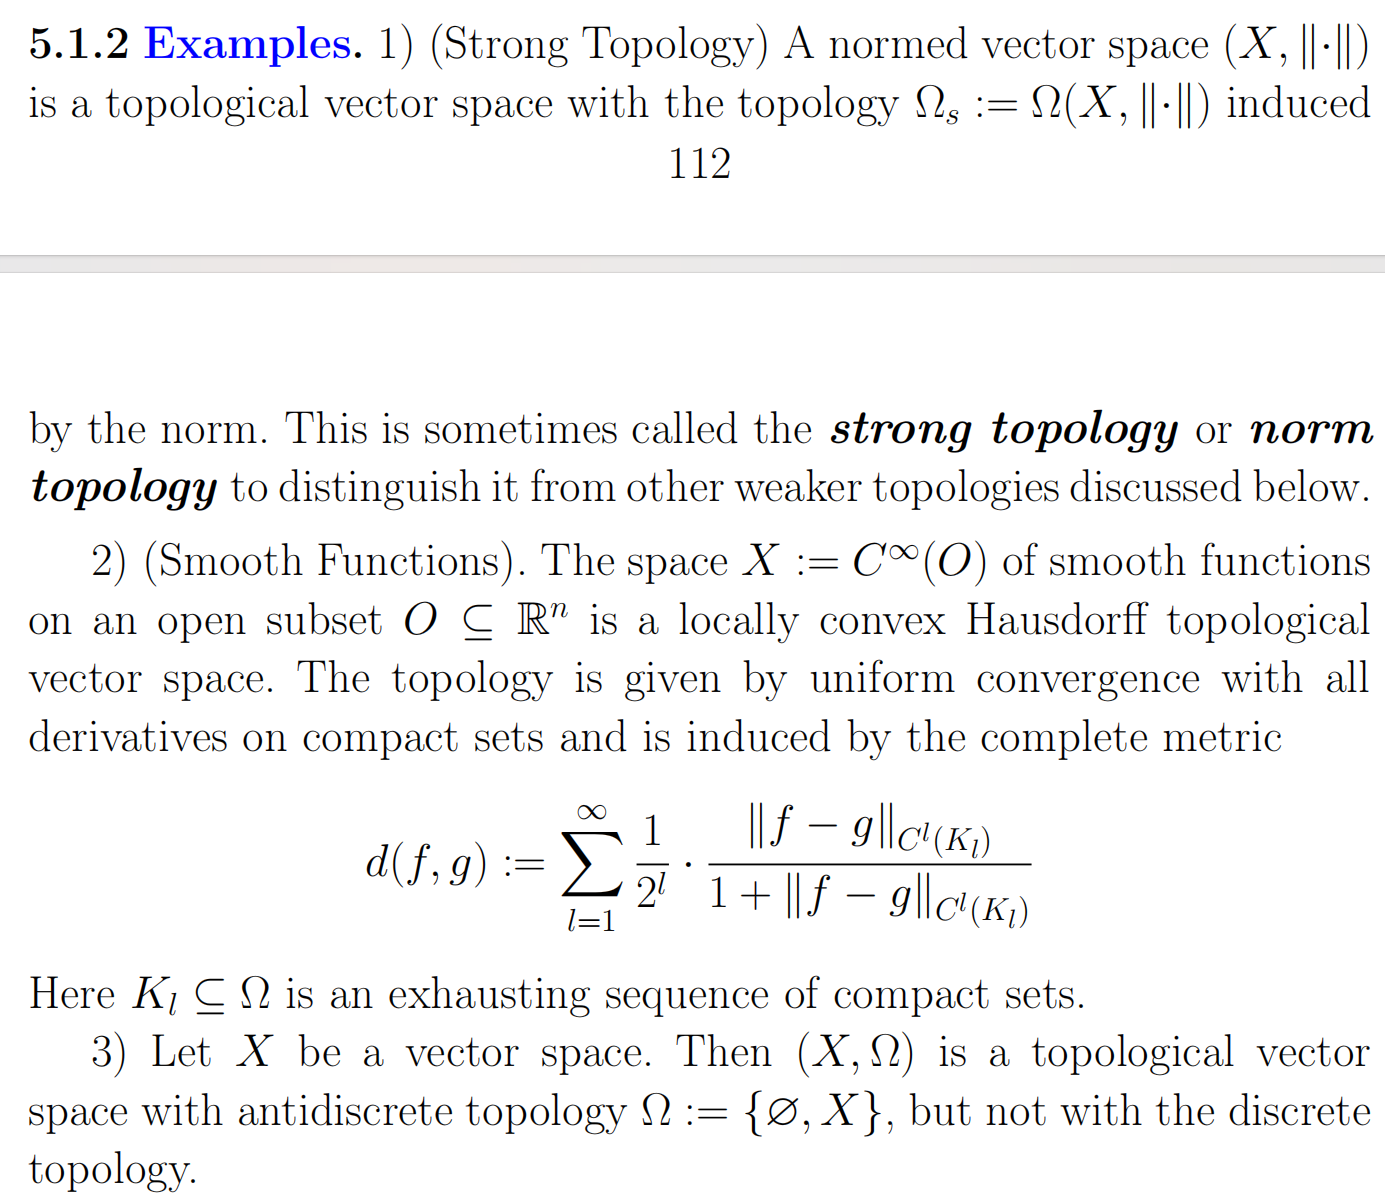 5.1.2 Examples. 1) (Strong Topology) A normed vector space (X, ‖·‖)
is a topological vector space with the topology Ωₛ := Ω(X, ‖·‖) induced
112
by the norm. This is sometimes called the strong topology or norm
topology to distinguish it from other weaker topologies discussed below.
2) (Smooth Functions). The space X := C^∞(O) of smooth functions
on an open subset O ⊆ ℝⁿ is a locally convex Hausdorff topological
vector space. The topology is given by uniform convergence with all
derivatives on compact sets and is induced by the complete metric
d(f, g) := ∑_{l=1}^{∞} \frac{1}{2^l} · \frac{‖f − g‖_{C^l(K_l)}}{1 + ‖f − g‖_{C^l(K_l)}}
Here K_l ⊆ Ω is an exhausting sequence of compact sets.
3) Let X be a vector space. Then (X, Ω) is a topological vector
space with antidiscrete topology Ω := {∅, X}, but not with the discrete
topology.